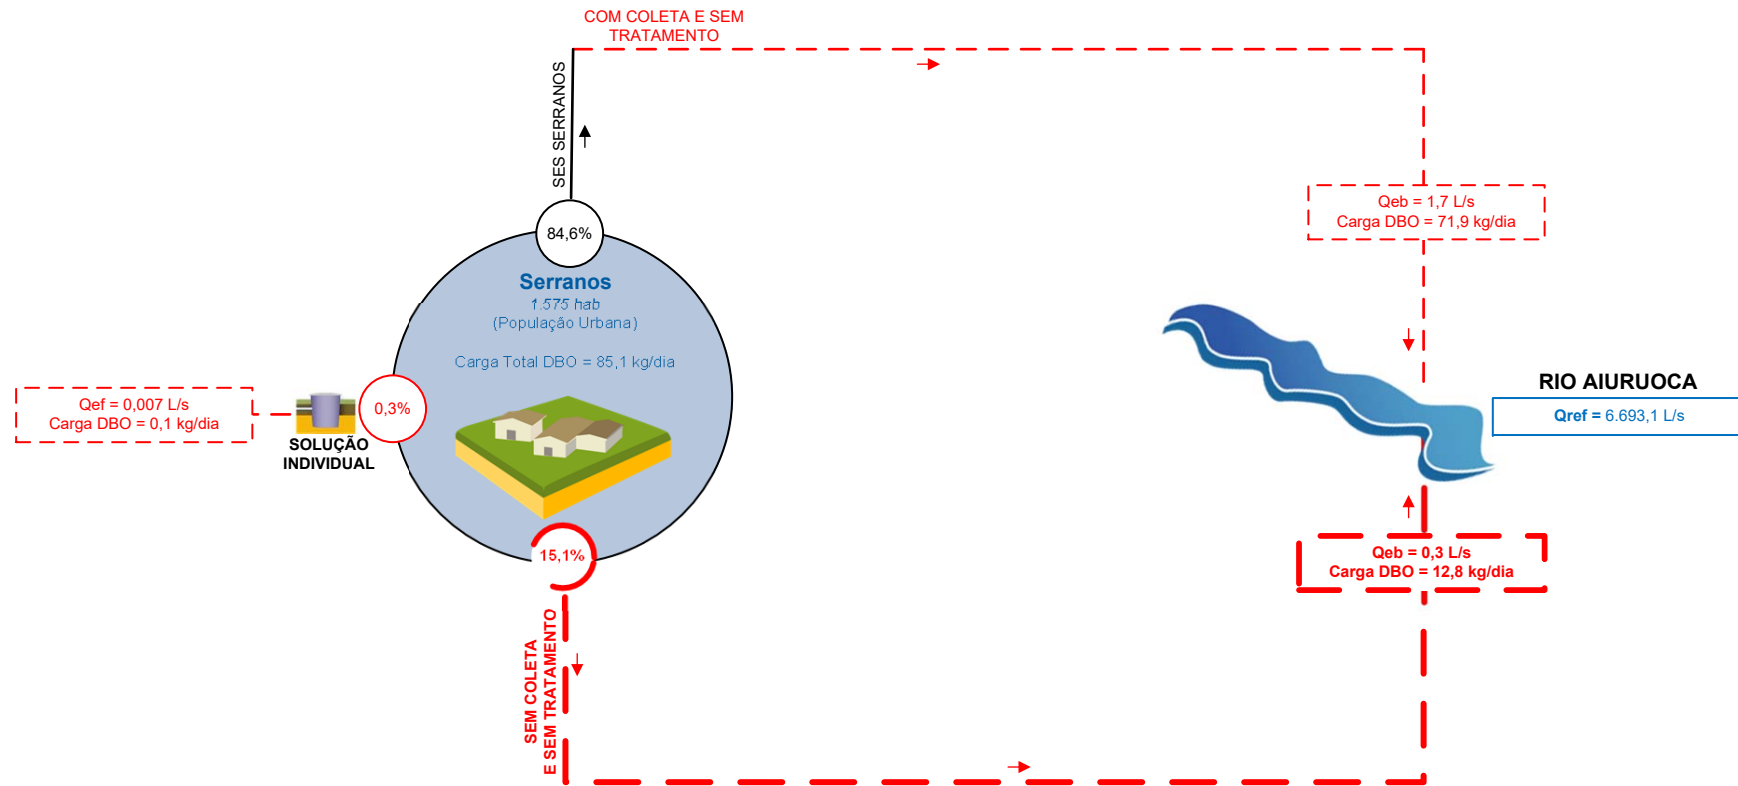 COM COLETA E SEM
TRATAMENTO
SES SERRANOS
84,6%
Qeb = 1,7 L/s
Carga DBO = 71,9 kg/dia
Serranos
1.575 hab
(População Urbana)
Carga Total DBO = 85,1 kg/dia
RIO AIURUOCA
Qref = 6.693,1 L/s
Qef = 0,007 L/s
Carga DBO = 0,1 kg/dia
0,3%
SOLUÇÃO
INDIVIDUAL
15,1%
Qeb = 0,3 L/s
Carga DBO = 12,8 kg/dia
SEM COLETA
E SEM TRATAMENTO